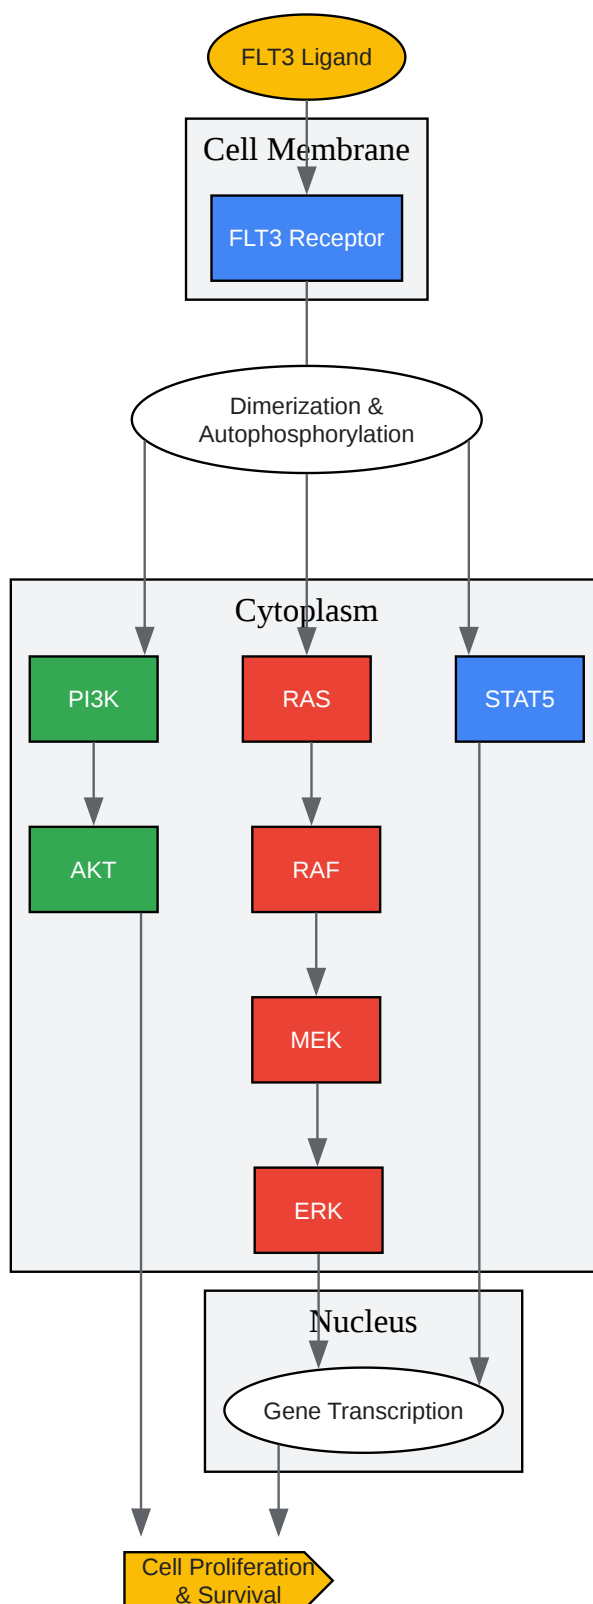 FLT3 Ligand
Cell Membrane
FLT3 Receptor
Dimerization &
Autophosphorylation
Cytoplasm
PI3K
RAS
STAT5
AKT
RAF
MEK
ERK
Nucleus
Gene Transcription
Cell Proliferation
& Survival